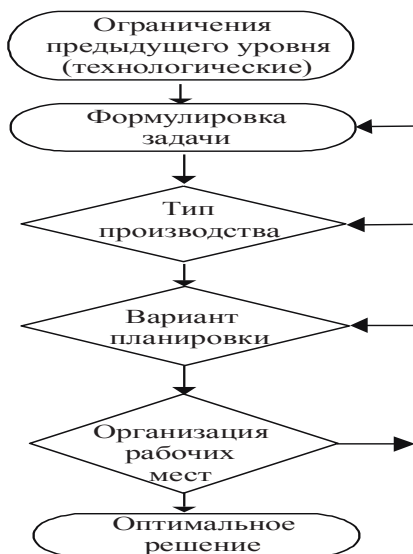 Ограничения
предыдущего уровня
(технологические)
Формулировка
задачи
Тип
производства
Вариант
планировки
Организация
рабочих
мест
Оптимальное
решение